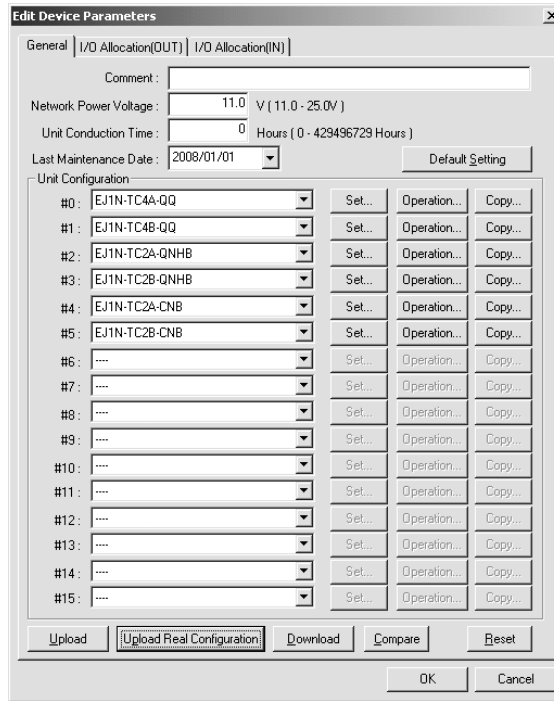 Edit Device Parameters
General I/O Allocation(OUT) I/O Allocation(IN)
Comment :
Network Power Voltage : 11.0 V ( 11.0 - 25.0V )
Unit Conduction Time : 0 Hours ( 0 - 429496729 Hours )
Last Maintenance Date : 2008/01/01 Default Setting
Unit Configuration
#0 : EJ1N-TC4A-QQ Set... Operation... Copy...
#1 : EJ1N-TC4B-QQ Set... Operation... Copy...
#2 : EJ1N-TC2A-QNHB Set... Operation... Copy...
#3 : EJ1N-TC2B-QNHB Set... Operation... Copy...
#4 : EJ1N-TC2A-CNB Set... Operation... Copy...
#5 : EJ1N-TC2B-CNB Set... Operation... Copy...
#6 : ---- Set... Operation... Copy...
#7 : ---- Set... Operation... Copy...
#8 : ---- Set... Operation... Copy...
#9 : ---- Set... Operation... Copy...
#10 : ---- Set... Operation... Copy...
#11 : ---- Set... Operation... Copy...
#12 : ---- Set... Operation... Copy...
#13 : ---- Set... Operation... Copy...
#14 : ---- Set... Operation... Copy...
#15 : ---- Set... Operation... Copy...
Upload Upload Real Configuration Download Compare Reset
OK Cancel